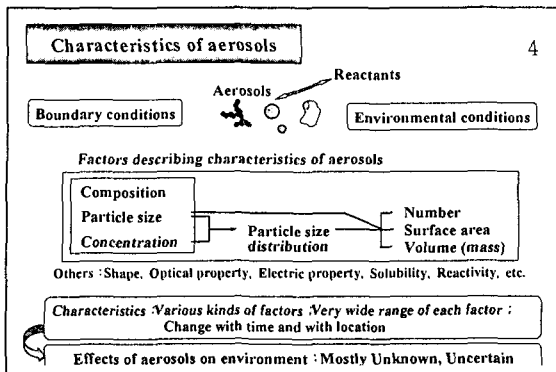 Characteristics of aerosols
4
Reactants
Aerosols
Boundary conditions
Environmental conditions
Factors describing characteristics of aerosols
Composition
Particle size
Concentration
Particle size
distribution
Number
Surface area
Volume (mass)
Others : Shape, Optical property, Electric property, Solubility, Reactivity, etc.
Characteristics : Various kinds of factors ; Very wide range of each factor ;
Change with time and with location
Effects of aerosols on environment : Mostly Unknown, Uncertain